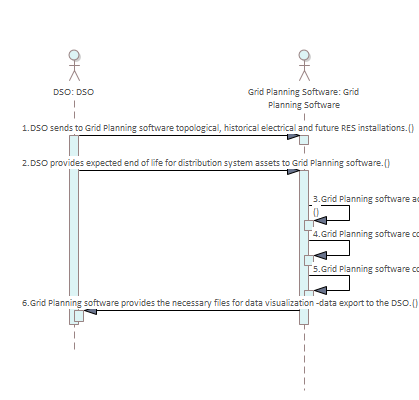 DSO: DSO
Grid Planning Software: Grid
Planning Software
1.DSO sends to Grid Planning software topological, historical electrical and future RES installations.()
2.DSO provides expected end of life for distribution system assets to Grid Planning software.()
3.Grid Planning software
()
4.Grid Planning software
5.Grid Planning software
6.Grid Planning software provides the necessary files for data visualization -data export to the DSO.()